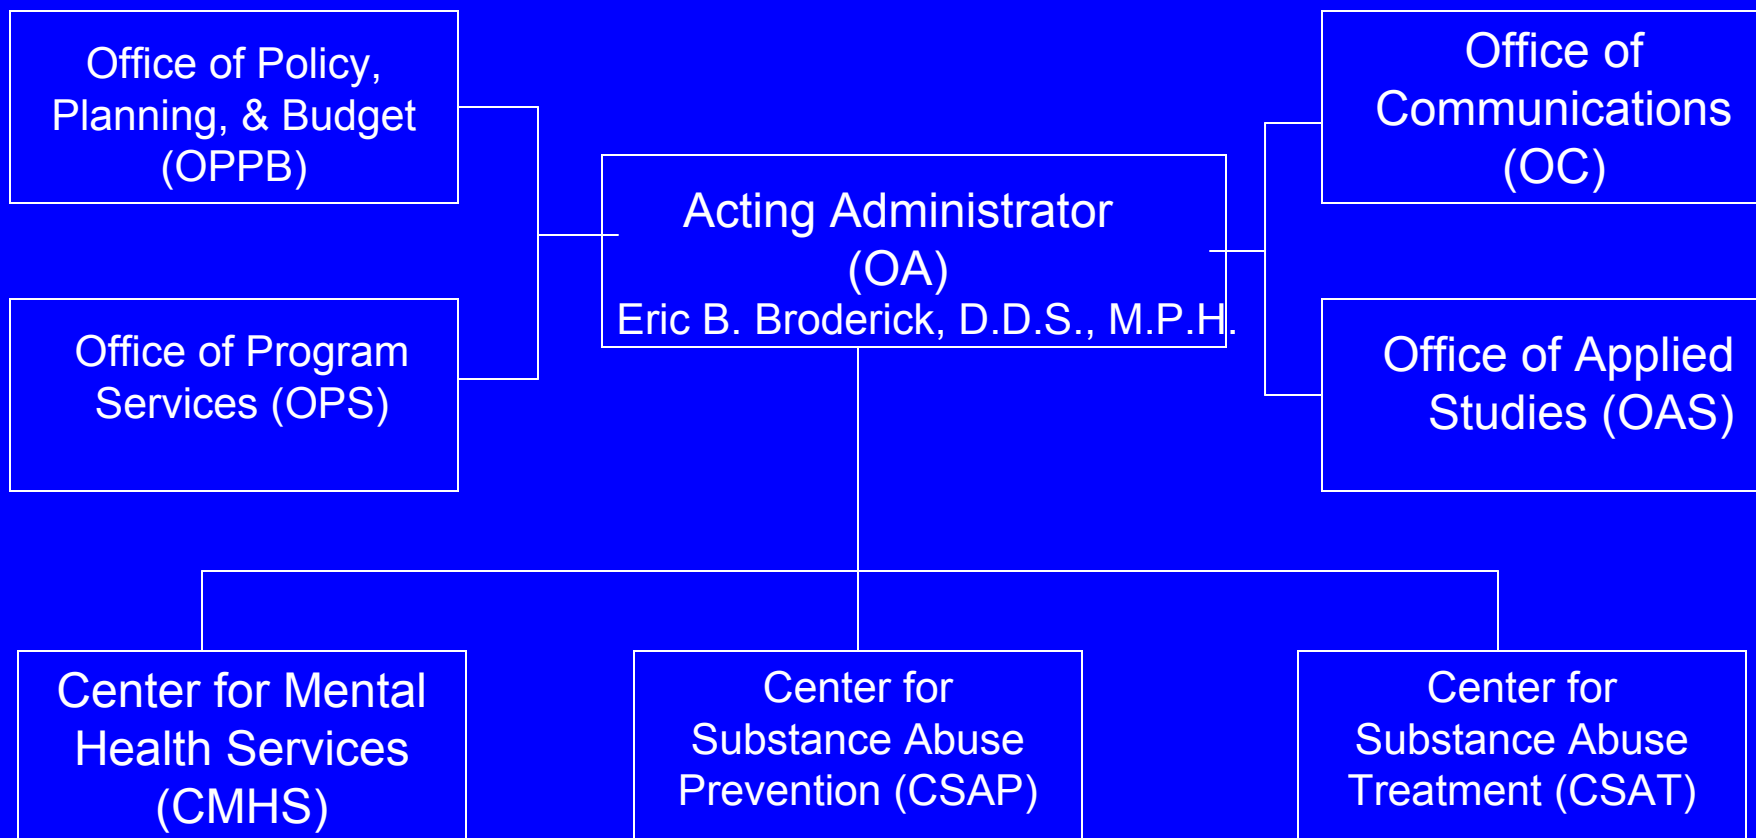 Office of Policy,
Planning, & Budget
(OPPB)
Office of
Communications
(OC)
Acting Administrator
(OA)
Eric B. Broderick, D.D.S., M.P.H.
Office of Program
Services (OPS)
Office of Applied
Studies (OAS)
Center for Mental
Health Services
(CMHS)
Center for
Substance Abuse
Prevention (CSAP)
Center for
Substance Abuse
Treatment (CSAT)